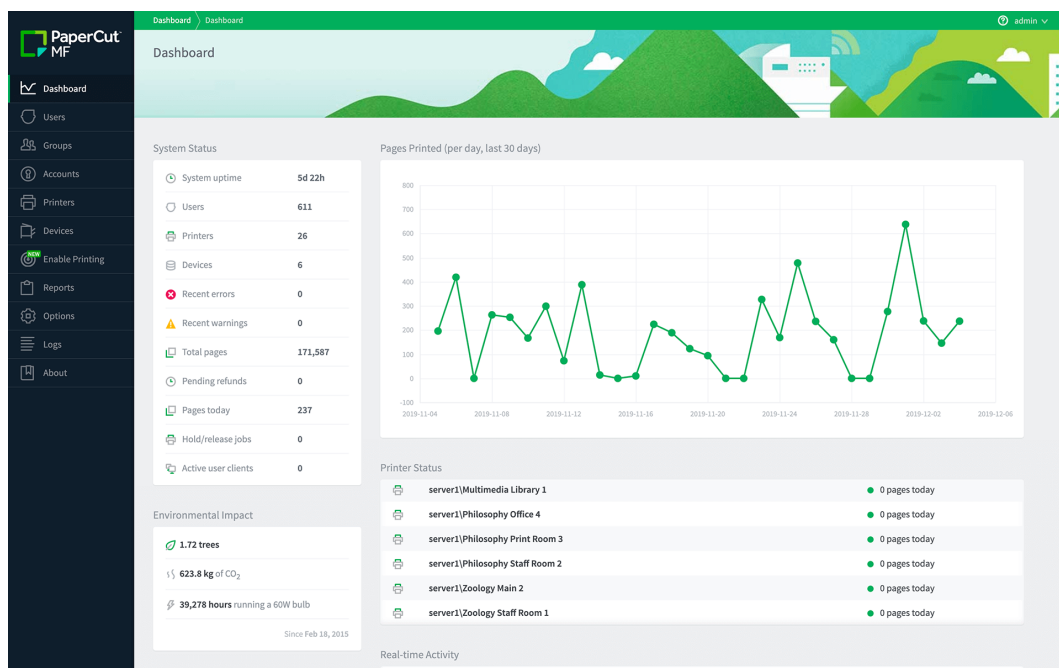 PaperCut
MF
Dashboard
Users
Groups
Accounts
Printers
Devices
NEW
Enable Printing
Reports
Options
Logs
About
Dashboard Dashboard
admin
Dashboard
System Status
System uptime 5d 22h
Users 611
Printers 26
Devices 6
Recent errors 0
Recent warnings 0
Total pages 171,587
Pending refunds 0
Pages today 237
Hold/release jobs 0
Active user clients 0
Environmental Impact
1.72 trees
623.8 kg of CO2
39,278 hours running a 60W bulb
Since Feb 18, 2015
Pages Printed (per day, last 30 days)
800
700
600
500
400
300
200
100
0
-100
2019-11-04 2019-11-08 2019-11-12 2019-11-16 2019-11-20 2019-11-24 2019-11-28 2019-12-02 2019-12-06
Printer Status
server1\Multimedia Library 1 0 pages today
server1\Philosophy Office 4 0 pages today
server1\Philosophy Print Room 3 0 pages today
server1\Philosophy Staff Room 2 0 pages today
server1\Zoology Main 2 0 pages today
server1\Zoology Staff Room 1 0 pages today
Real-time Activity